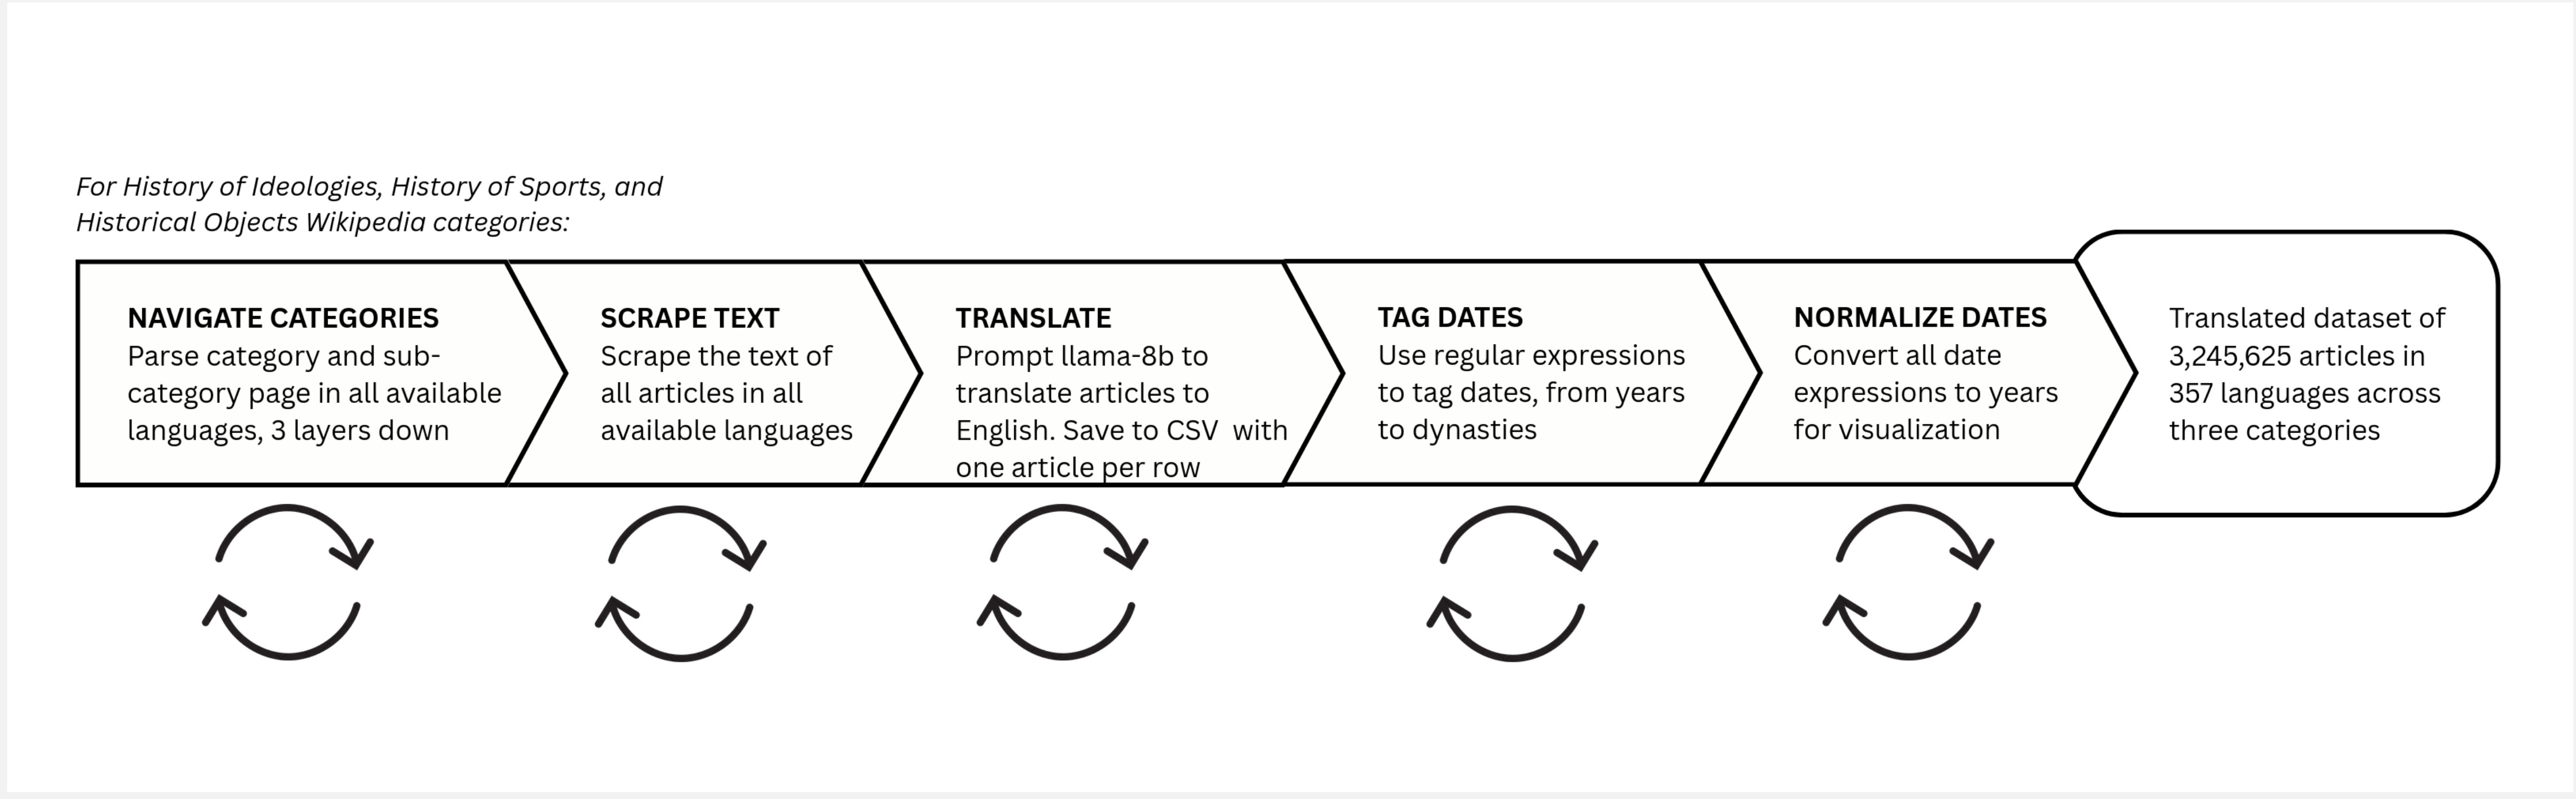 For History of Ideologies, History of Sports, and
Historical Objects Wikipedia categories:
NAVIGATE CATEGORIES
Parse category and sub-
category page in all available
languages, 3 layers down
SCRAPE TEXT
Scrape the text of
all articles in all
available languages
TRANSLATE
Prompt llama-8b to
translate articles to
English. Save to CSV  with
one article per row
TAG DATES
Use regular expressions
to tag dates, from years
to dynasties
NORMALIZE DATES
Convert all date
expressions to years
for visualization
Translated dataset of
3,245,625 articles in
357 languages across
three categories